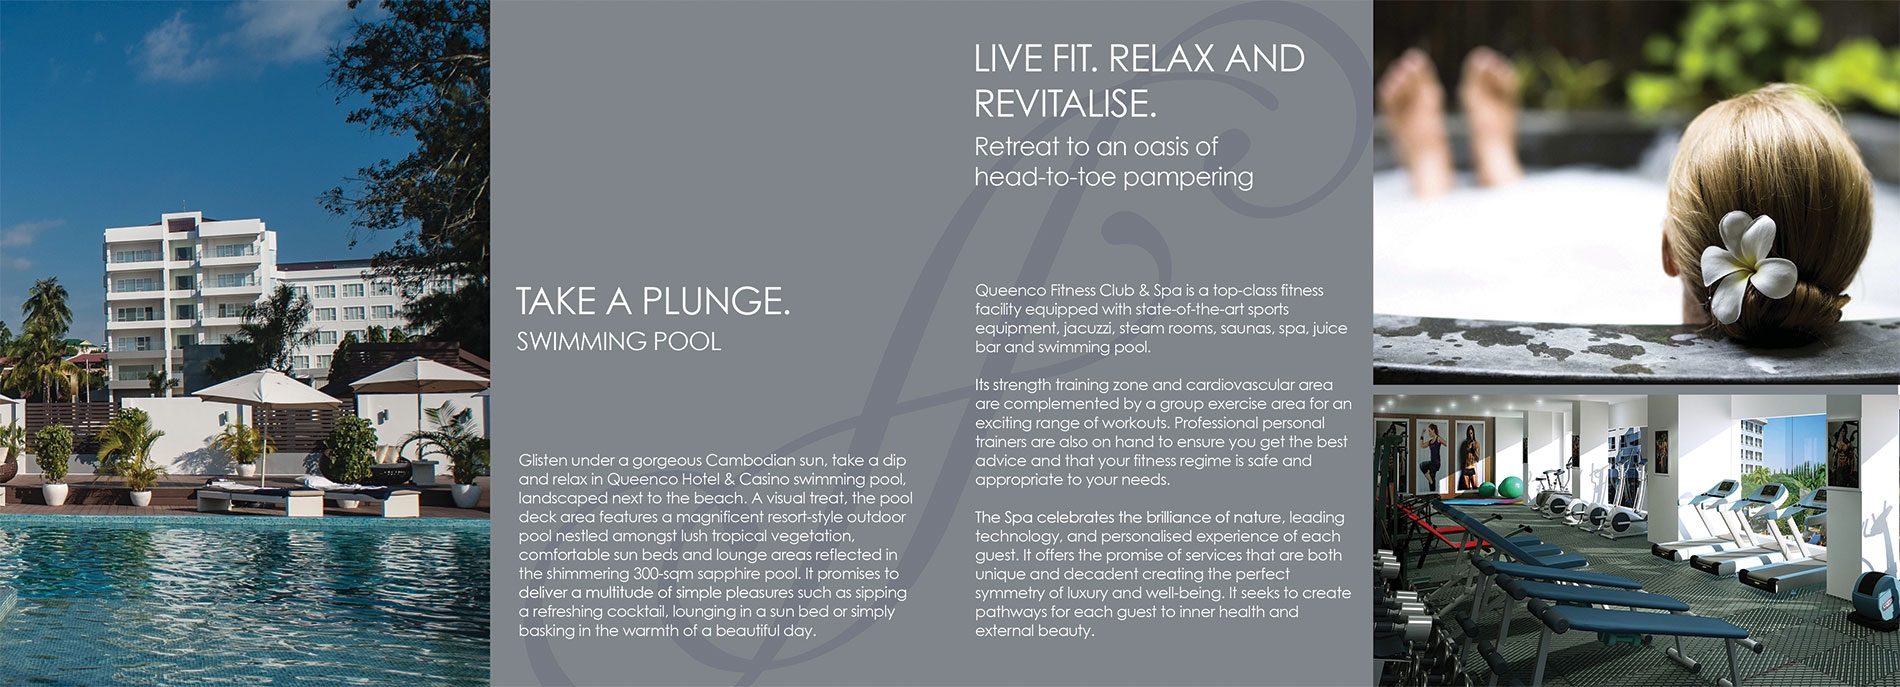 TAKE A PLUNGE.
SWIMMING POOL
Glisten under a gorgeous Cambodian sun, take a dip
and relax in Queenco Hotel & Casino swimming pool,
landscaped next to the beach. A visual treat, the pool
deck area features a magnificent resort-style outdoor
pool nestled amongst lush tropical vegetation,
comfortable sun beds and lounge areas reflected in
the shimmering 300-sqm sapphire pool. It promises to
deliver a multitude of simple pleasures such as sipping
a refreshing cocktail, lounging in a sun bed or simply
basking in the warmth of a beautiful day.
LIVE FIT. RELAX AND
REVITALISE.
Retreat to an oasis of
head-to-toe pampering
Queenco Fitness Club & Spa is a top-class fitness
facility equipped with state-of-the-art sports
equipment, jacuzzi, steam rooms, saunas, spa, juice
bar and swimming pool.
Its strength training zone and cardiovascular area
are complemented by a group exercise area for an
exciting range of workouts. Professional personal
trainers are also on hand to ensure you get the best
advice and that your fitness regime is safe and
appropriate to your needs.
The Spa celebrates the brilliance of nature, leading
technology, and personalised experience of each
guest. It offers the promise of services that are both
unique and decadent creating the perfect
symmetry of luxury and well-being. It seeks to create
pathways for each guest to inner health and
external beauty.